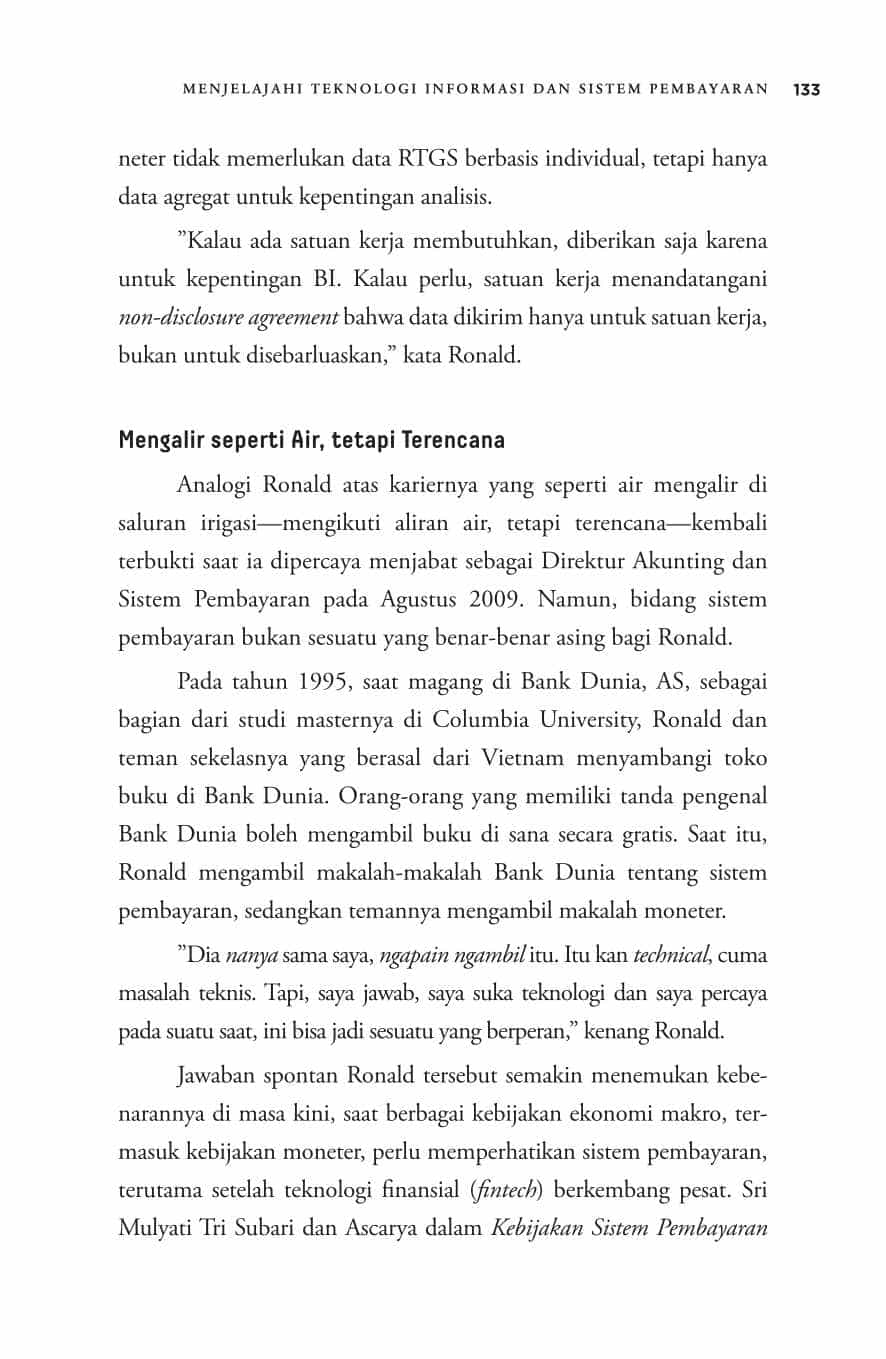 MENJELAJAHI TEKNOLOGI INFORMASI DAN SISTEM PEMBAYARAN 133
neter tidak memerlukan data RTGS berbasis individual, tetapi hanya
data agregat untuk kepentingan analisis.
”Kalau ada satuan kerja membutuhkan, diberikan saja karena
untuk kepentingan BI. Kalau perlu, satuan kerja menandatangani
non-disclosure agreement bahwa data dikirim hanya untuk satuan kerja,
bukan untuk disebarluaskan,” kata Ronald.
Mengalir seperti Air, tetapi Terencana
Analogi Ronald atas kariernya yang seperti air mengalir di
saluran irigasi—mengikuti aliran air, tetapi terencana—kembali
terbukti saat ia dipercaya menjabat sebagai Direktur Akunting dan
Sistem Pembayaran pada Agustus 2009. Namun, bidang sistem
pembayaran bukan sesuatu yang benar-benar asing bagi Ronald.
Pada tahun 1995, saat magang di Bank Dunia, AS, sebagai
bagian dari studi masternya di Columbia University, Ronald dan
teman sekelasnya yang berasal dari Vietnam menyambangi toko
buku di Bank Dunia. Orang-orang yang memiliki tanda pengenal
Bank Dunia boleh mengambil buku di sana secara gratis. Saat itu,
Ronald mengambil makalah-makalah Bank Dunia tentang sistem
pembayaran, sedangkan temannya mengambil makalah moneter.
”Dia nanya sama saya, ngapain ngambil itu. Itu kan technical, cuma
masalah teknis. Tapi, saya jawab, saya suka teknologi dan saya percaya
pada suatu saat, ini bisa jadi sesuatu yang berperan,” kenang Ronald.
Jawaban spontan Ronald tersebut semakin menemukan kebe-
narannya di masa kini, saat berbagai kebijakan ekonomi makro, ter-
masuk kebijakan moneter, perlu memperhatikan sistem pembayaran,
terutama setelah teknologi finansial (fintech) berkembang pesat. Sri
Mulyati Tri Subari dan Ascarya dalam Kebijakan Sistem Pembayaran